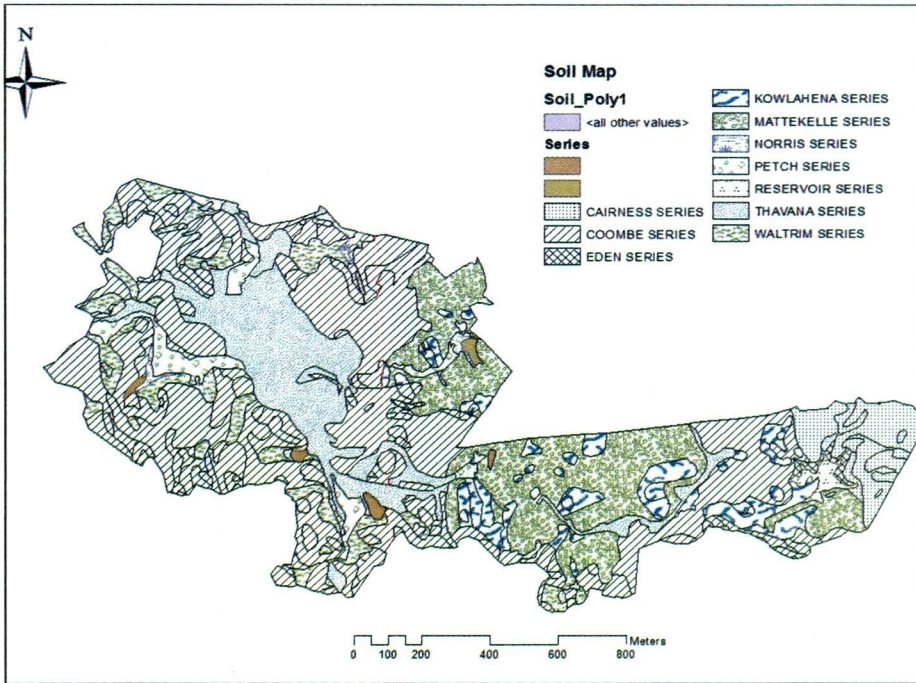 N
Soil Map
Soil_Poly1
<all other values>
Series
CAIRNESS SERIES
COOMBE SERIES
EDEN SERIES
KOWLAHENA SERIES
MATTEKELLE SERIES
NORRIS SERIES
PETCH SERIES
RESERVOIR SERIES
THAVANA SERIES
WALTRIM SERIES
Meters
0 100 200 400 600 800